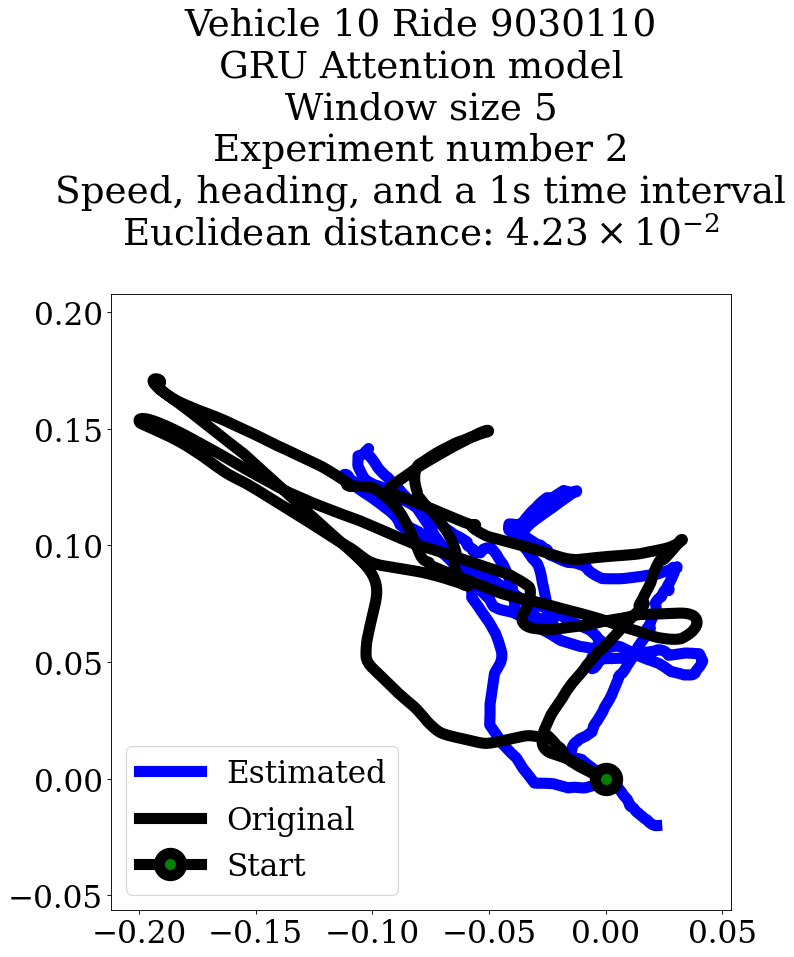 Vehicle 10 Ride 9030110
GRU Attention model
Window size 5
Experiment number 2
Speed, heading, and a 1s time interval
Euclidean distance: 4.23 × 10⁻²
0.20
0.15
0.10
0.05
0.00
−0.05
Estimated
Original
Start
−0.20 −0.15 −0.10 −0.05 0.00 0.05